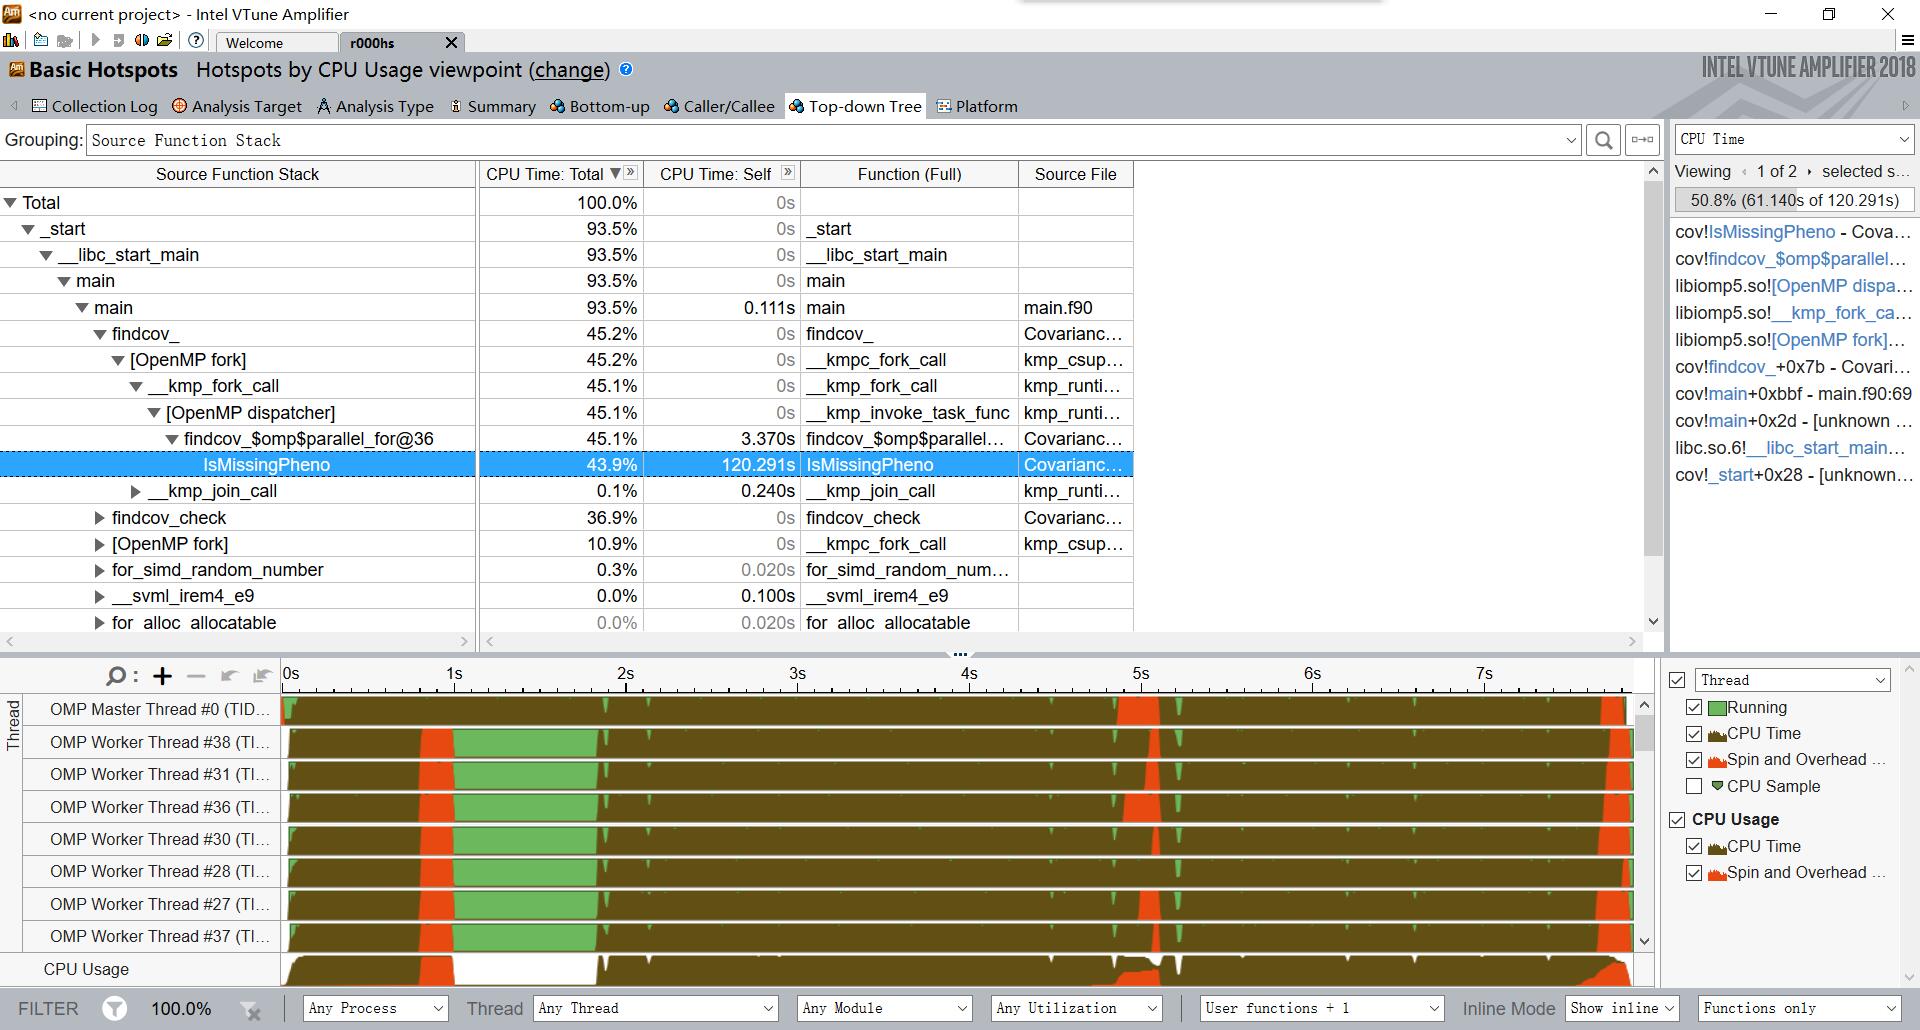 <no current project> - Intel VTune Amplifier
Welcome
r000hs
Basic Hotspots Hotspots by CPU Usage viewpoint (change)
INTEL VTUNE AMPLIFIER 2018
Collection Log Analysis Target Analysis Type Summary Bottom-up Caller/Callee Top-down Tree Platform
Grouping: Source Function Stack
Source Function Stack CPU Time: Total CPU Time: Self Function (Full) Source File
Total 100.0% 0s
_start 93.5% 0s _start
__libc_start_main 93.5% 0s __libc_start_main
main 93.5% 0s main
main 93.5% 0.111s main main.f90
findcov_ 45.2% 0s findcov_ Covarianc…
[OpenMP fork] 45.2% 0s __kmpc_fork_call kmp_csup…
__kmp_fork_call 45.1% 0s __kmp_fork_call kmp_runti…
[OpenMP dispatcher] 45.1% 0s __kmp_invoke_task_func kmp_runti…
findcov_$omp$parallel_for@36 45.1% 3.370s findcov_$omp$parallel… Covarianc…
IsMissingPheno 43.9% 120.291s IsMissingPheno Covarianc…
__kmp_join_call 0.1% 0.240s __kmp_join_call kmp_runti…
findcov_check 36.9% 0s findcov_check Covarianc…
[OpenMP fork] 10.9% 0s __kmpc_fork_call kmp_csup…
for_simd_random_number 0.3% 0.020s for_simd_random_num…
__svml_irem4_e9 0.0% 0.100s __svml_irem4_e9
for_alloc_allocatable 0.0% 0.020s for_alloc_allocatable
CPU Time
Viewing 1 of 2 selected s…
50.8% (61.140s of 120.291s)
cov!IsMissingPheno - Cova…
cov!findcov_$omp$parallel…
libiomp5.so![OpenMP dispa…
libiomp5.so!__kmp_fork_ca…
libiomp5.so![OpenMP fork]…
cov!findcov_+0x7b - Covari…
cov!main+0xbbf - main.f90:69
cov!main+0x2d - [unknown …
libc.so.6!__libc_start_main…
cov!_start+0x28 - [unknown…
0s 1s 2s 3s 4s 5s 6s 7s
Thread
OMP Master Thread #0 (TID…
OMP Worker Thread #38 (TI…
OMP Worker Thread #31 (TI…
OMP Worker Thread #36 (TI…
OMP Worker Thread #30 (TI…
OMP Worker Thread #28 (TI…
OMP Worker Thread #27 (TI…
OMP Worker Thread #37 (TI…
CPU Usage
Thread
Running
CPU Time
Spin and Overhead …
CPU Sample
CPU Usage
CPU Time
Spin and Overhead …
FILTER 100.0% Any Process Thread Any Thread Any Module Any Utilization User functions + 1 Inline Mode Show inline Functions only